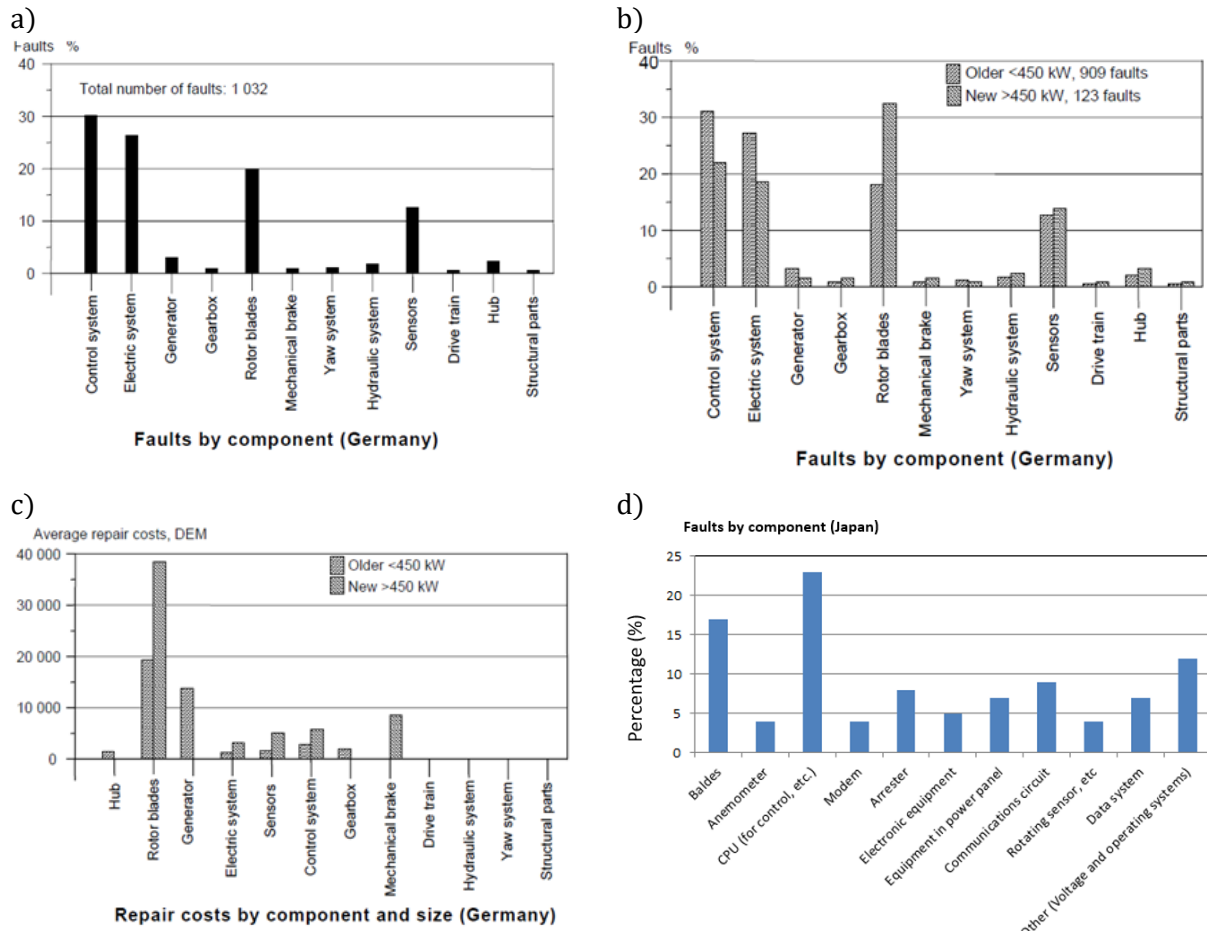 a)
Faults %
40
30
20
10
0
Total number of faults: 1 032
Control system
Electric system
Generator
Gearbox
Rotor blades
Mechanical brake
Yaw system
Hydraulic system
Sensors
Drive train
Hub
Structural parts
Faults by component (Germany)
b)
Faults %
40
30
20
10
0
Older <450 kW, 909 faults
New >450 kW, 123 faults
Control system
Electric system
Generator
Gearbox
Rotor blades
Mechanical brake
Yaw system
Hydraulic system
Sensors
Drive train
Hub
Structural parts
Faults by component (Germany)
c)
Average repair costs, DEM
40 000
30 000
20 000
10 000
0
Older <450 kW
New >450 kW
Hub
Rotor blades
Generator
Electric system
Sensors
Control system
Gearbox
Mechanical brake
Drive train
Hydraulic system
Yaw system
Structural parts
Repair costs by component and size (Germany)
d)
Faults by component (Japan)
Percentage (%)
25
20
15
10
5
0
Baldes
Anemometer
CPU (for control, etc.)
Modem
Arrester
Electronic equipment
Equipment in power panel
Communications circuit
Rotating sensor, etc
Data system
Other (Voltage and operating systems)